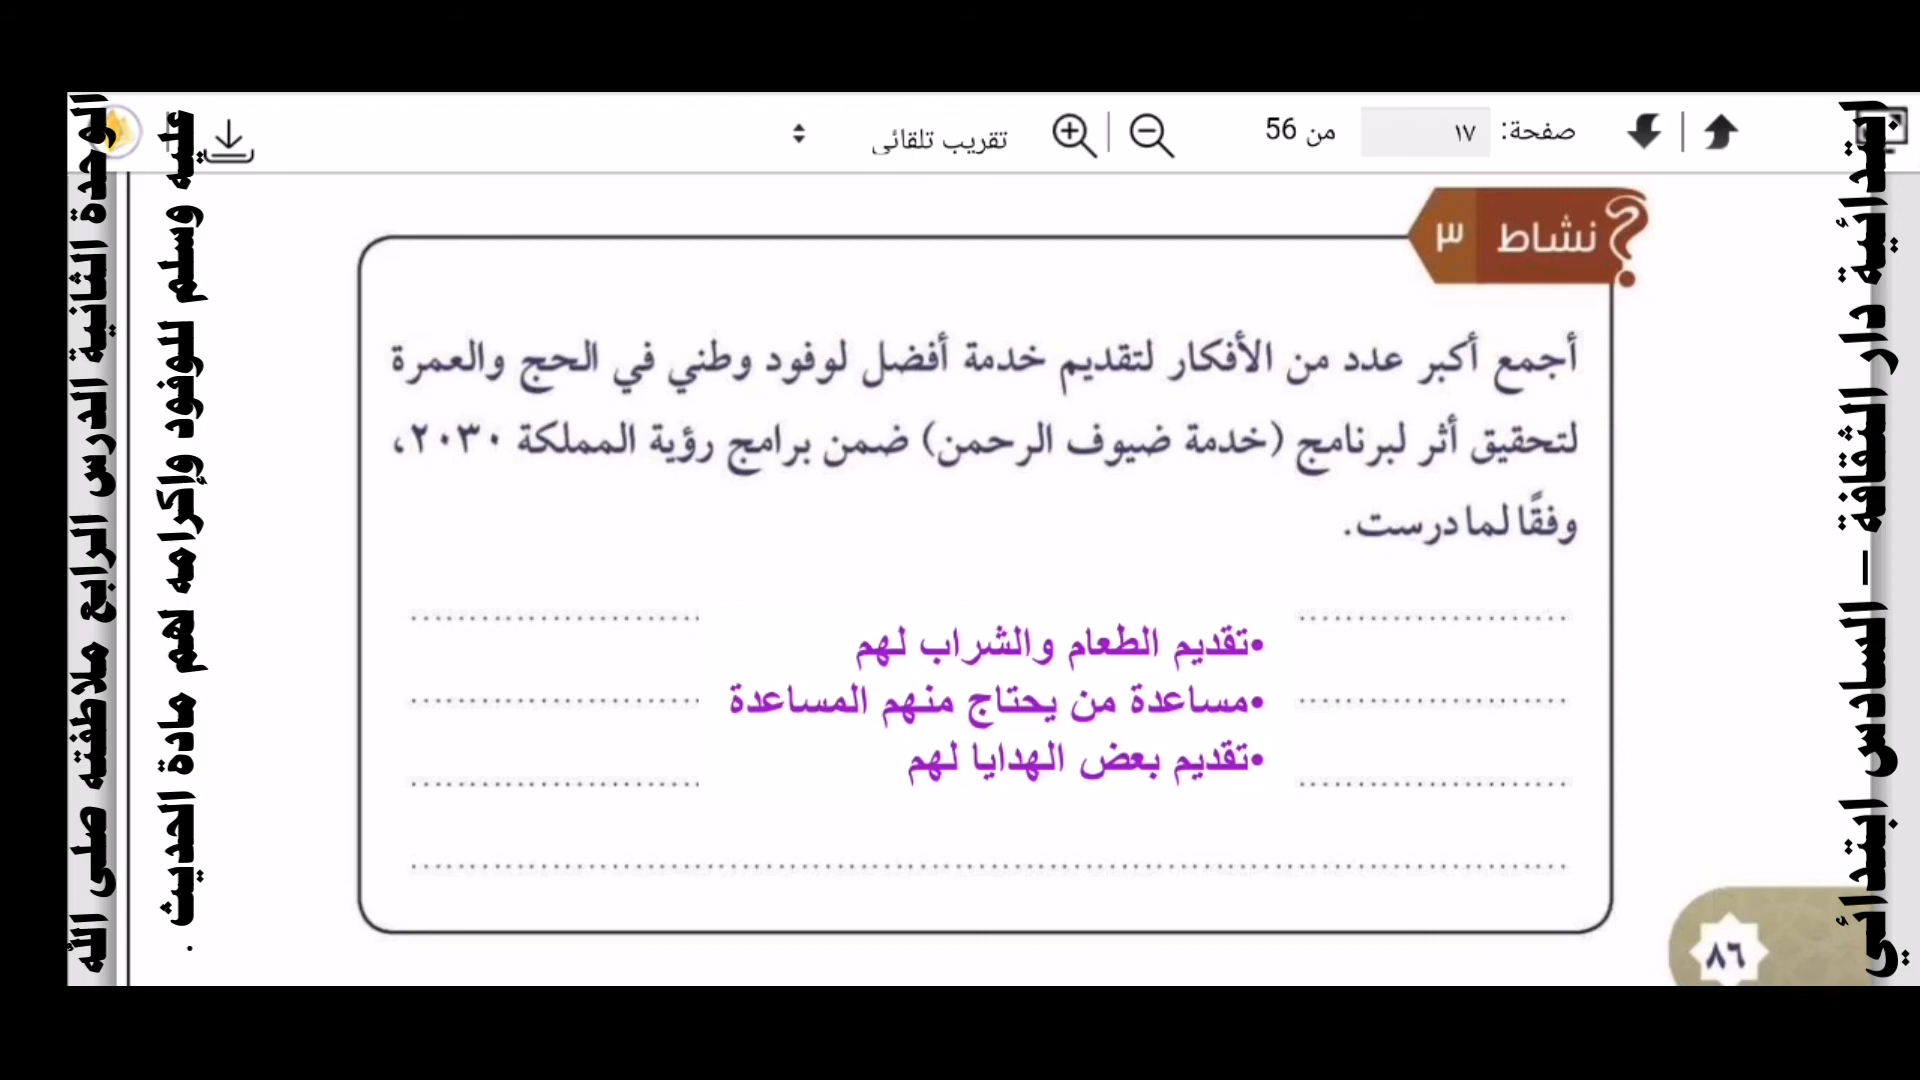 صفحة: ١٧ من 56 تقريب تلقائي
نشاط ٣
أجمع أكبر عدد من الأفكار لتقديم خدمة أفضل لوفود وطني في الحج والعمرة
لتحقيق أثر لبرنامج (خدمة ضيوف الرحمن) ضمن برامج رؤية المملكة ٢٠٣٠،
وفقًا لما درست.
•تقديم الطعام والشراب لهم
•مساعدة من يحتاج منهم المساعدة
•تقديم بعض الهدايا لهم
٨٦
ابتدائية دار الثقافة – السادس ابتدائي
الوحدة الثانية الدرس الرابع ملاطفته صلى الله
عليه وسلم للوفود وإكرامه لهم مادة الحديث .